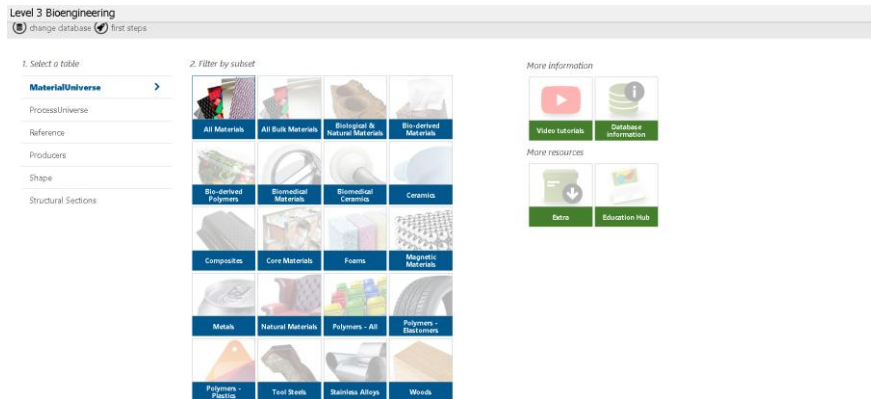 Level 3 Bioengineering
change database first steps
1. Select a table
MaterialUniverse
ProcessUniverse
Reference
Producers
Shape
Structural Sections
2. Filter by subset
All Materials
All Bulk Materials
Biological &
Natural Materials
Bio-derived
Materials
Bio-derived
Polymers
Biomedical
Materials
Biomedical
Ceramics
Ceramics
Composites
Core Materials
Foams
Magnetic
Materials
Metals
Natural Materials
Polymers - All
Polymers -
Elastomers
Polymers -
Plastics
Tool Steels
Stainless Alloys
Woods
More information
Video tutorials
Database
information
More resources
Extra
Education Hub